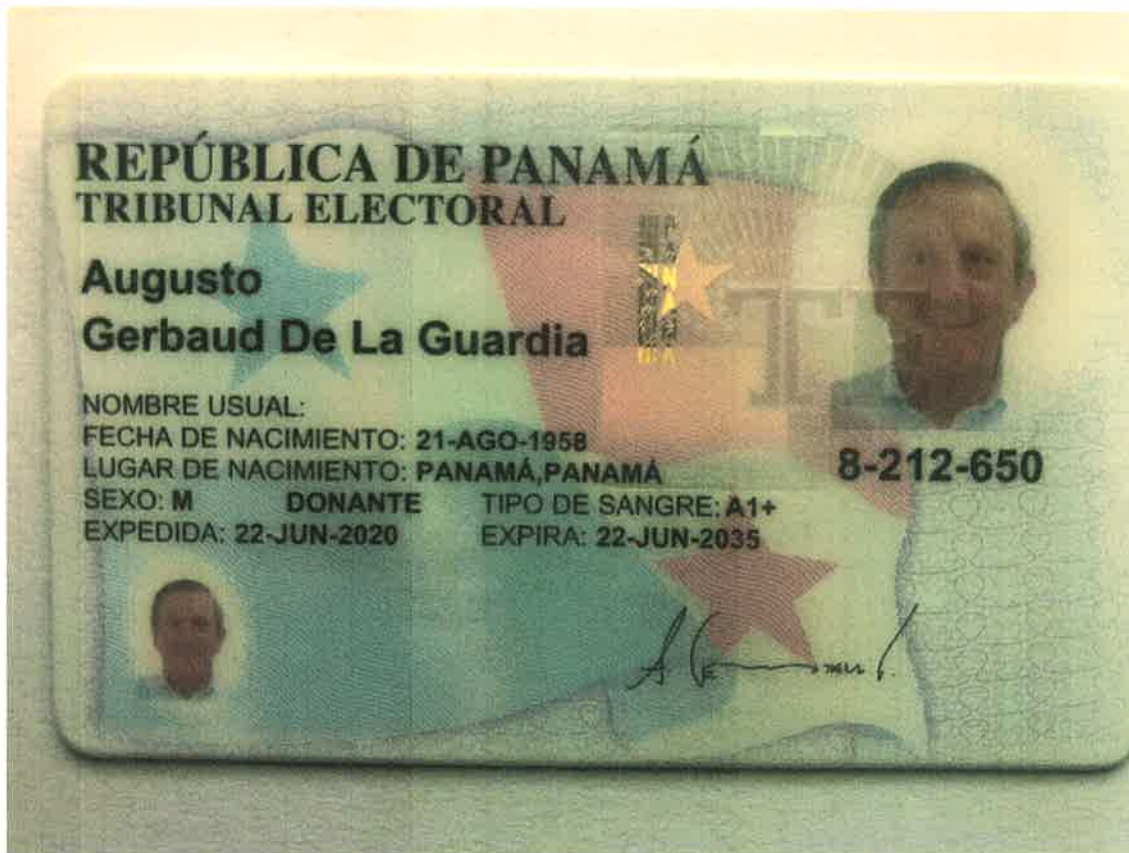 REPÚBLICA DE PANAMÁ
TRIBUNAL ELECTORAL
Augusto
Gerbaud De La Guardia
NOMBRE USUAL:
FECHA DE NACIMIENTO: 21-AGO-1958
LUGAR DE NACIMIENTO: PANAMÁ,PANAMÁ
SEXO: M DONANTE TIPO DE SANGRE: A1+
EXPEDIDA: 22-JUN-2020 EXPIRA: 22-JUN-2035
8-212-650